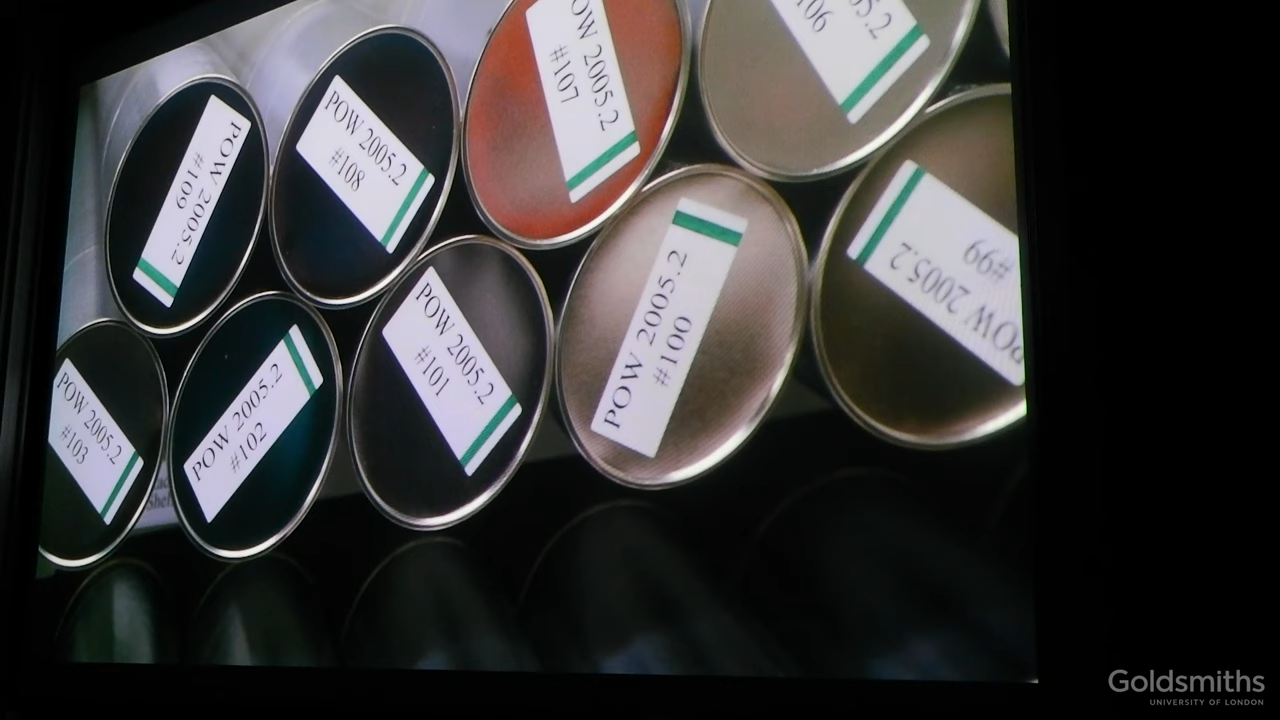 POW 2005.2
#109
POW 2005.2
#108
POW 2005.2
#107
05.2
106
POW 2005.2
#103
POW 2005.2
#102
POW 2005.2
#101
POW 2005.2
#100
POW 2005.2
#99
Goldsmiths
UNIVERSITY OF LONDON